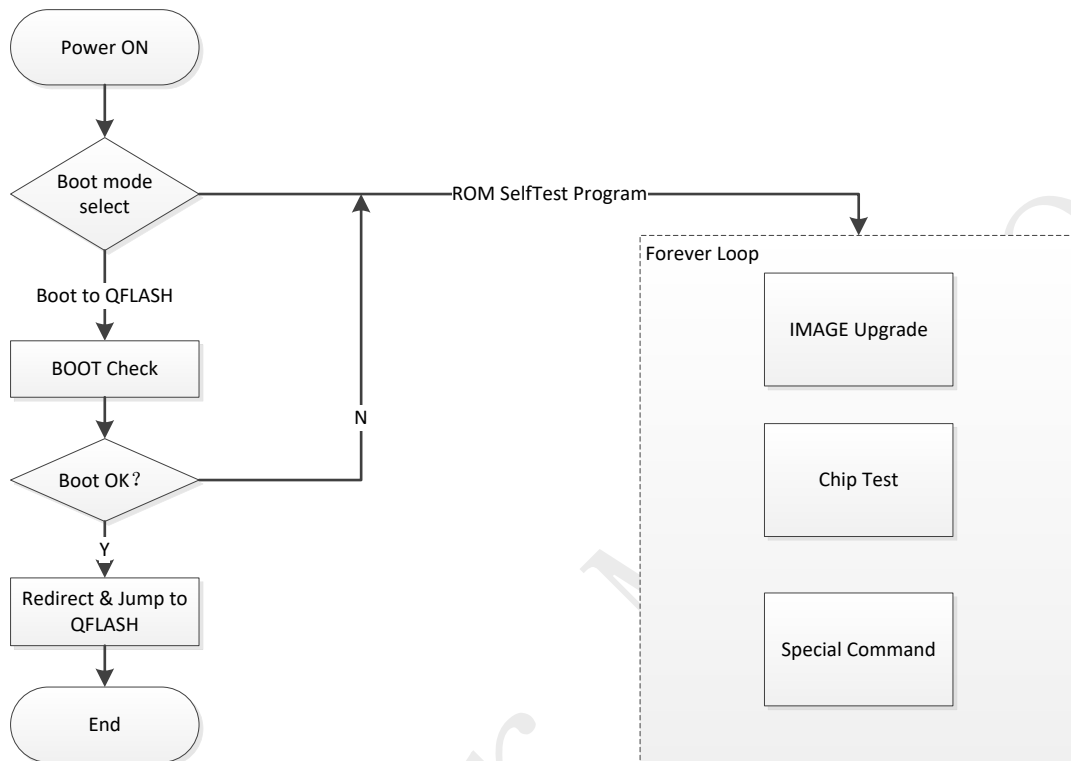 Power ON
Boot mode
select
ROM SelfTest Program
Forever Loop
Boot to QFLASH
IMAGE Upgrade
BOOT Check
N
Boot OK？
Chip Test
Y
Redirect & Jump to
QFLASH
Special Command
End